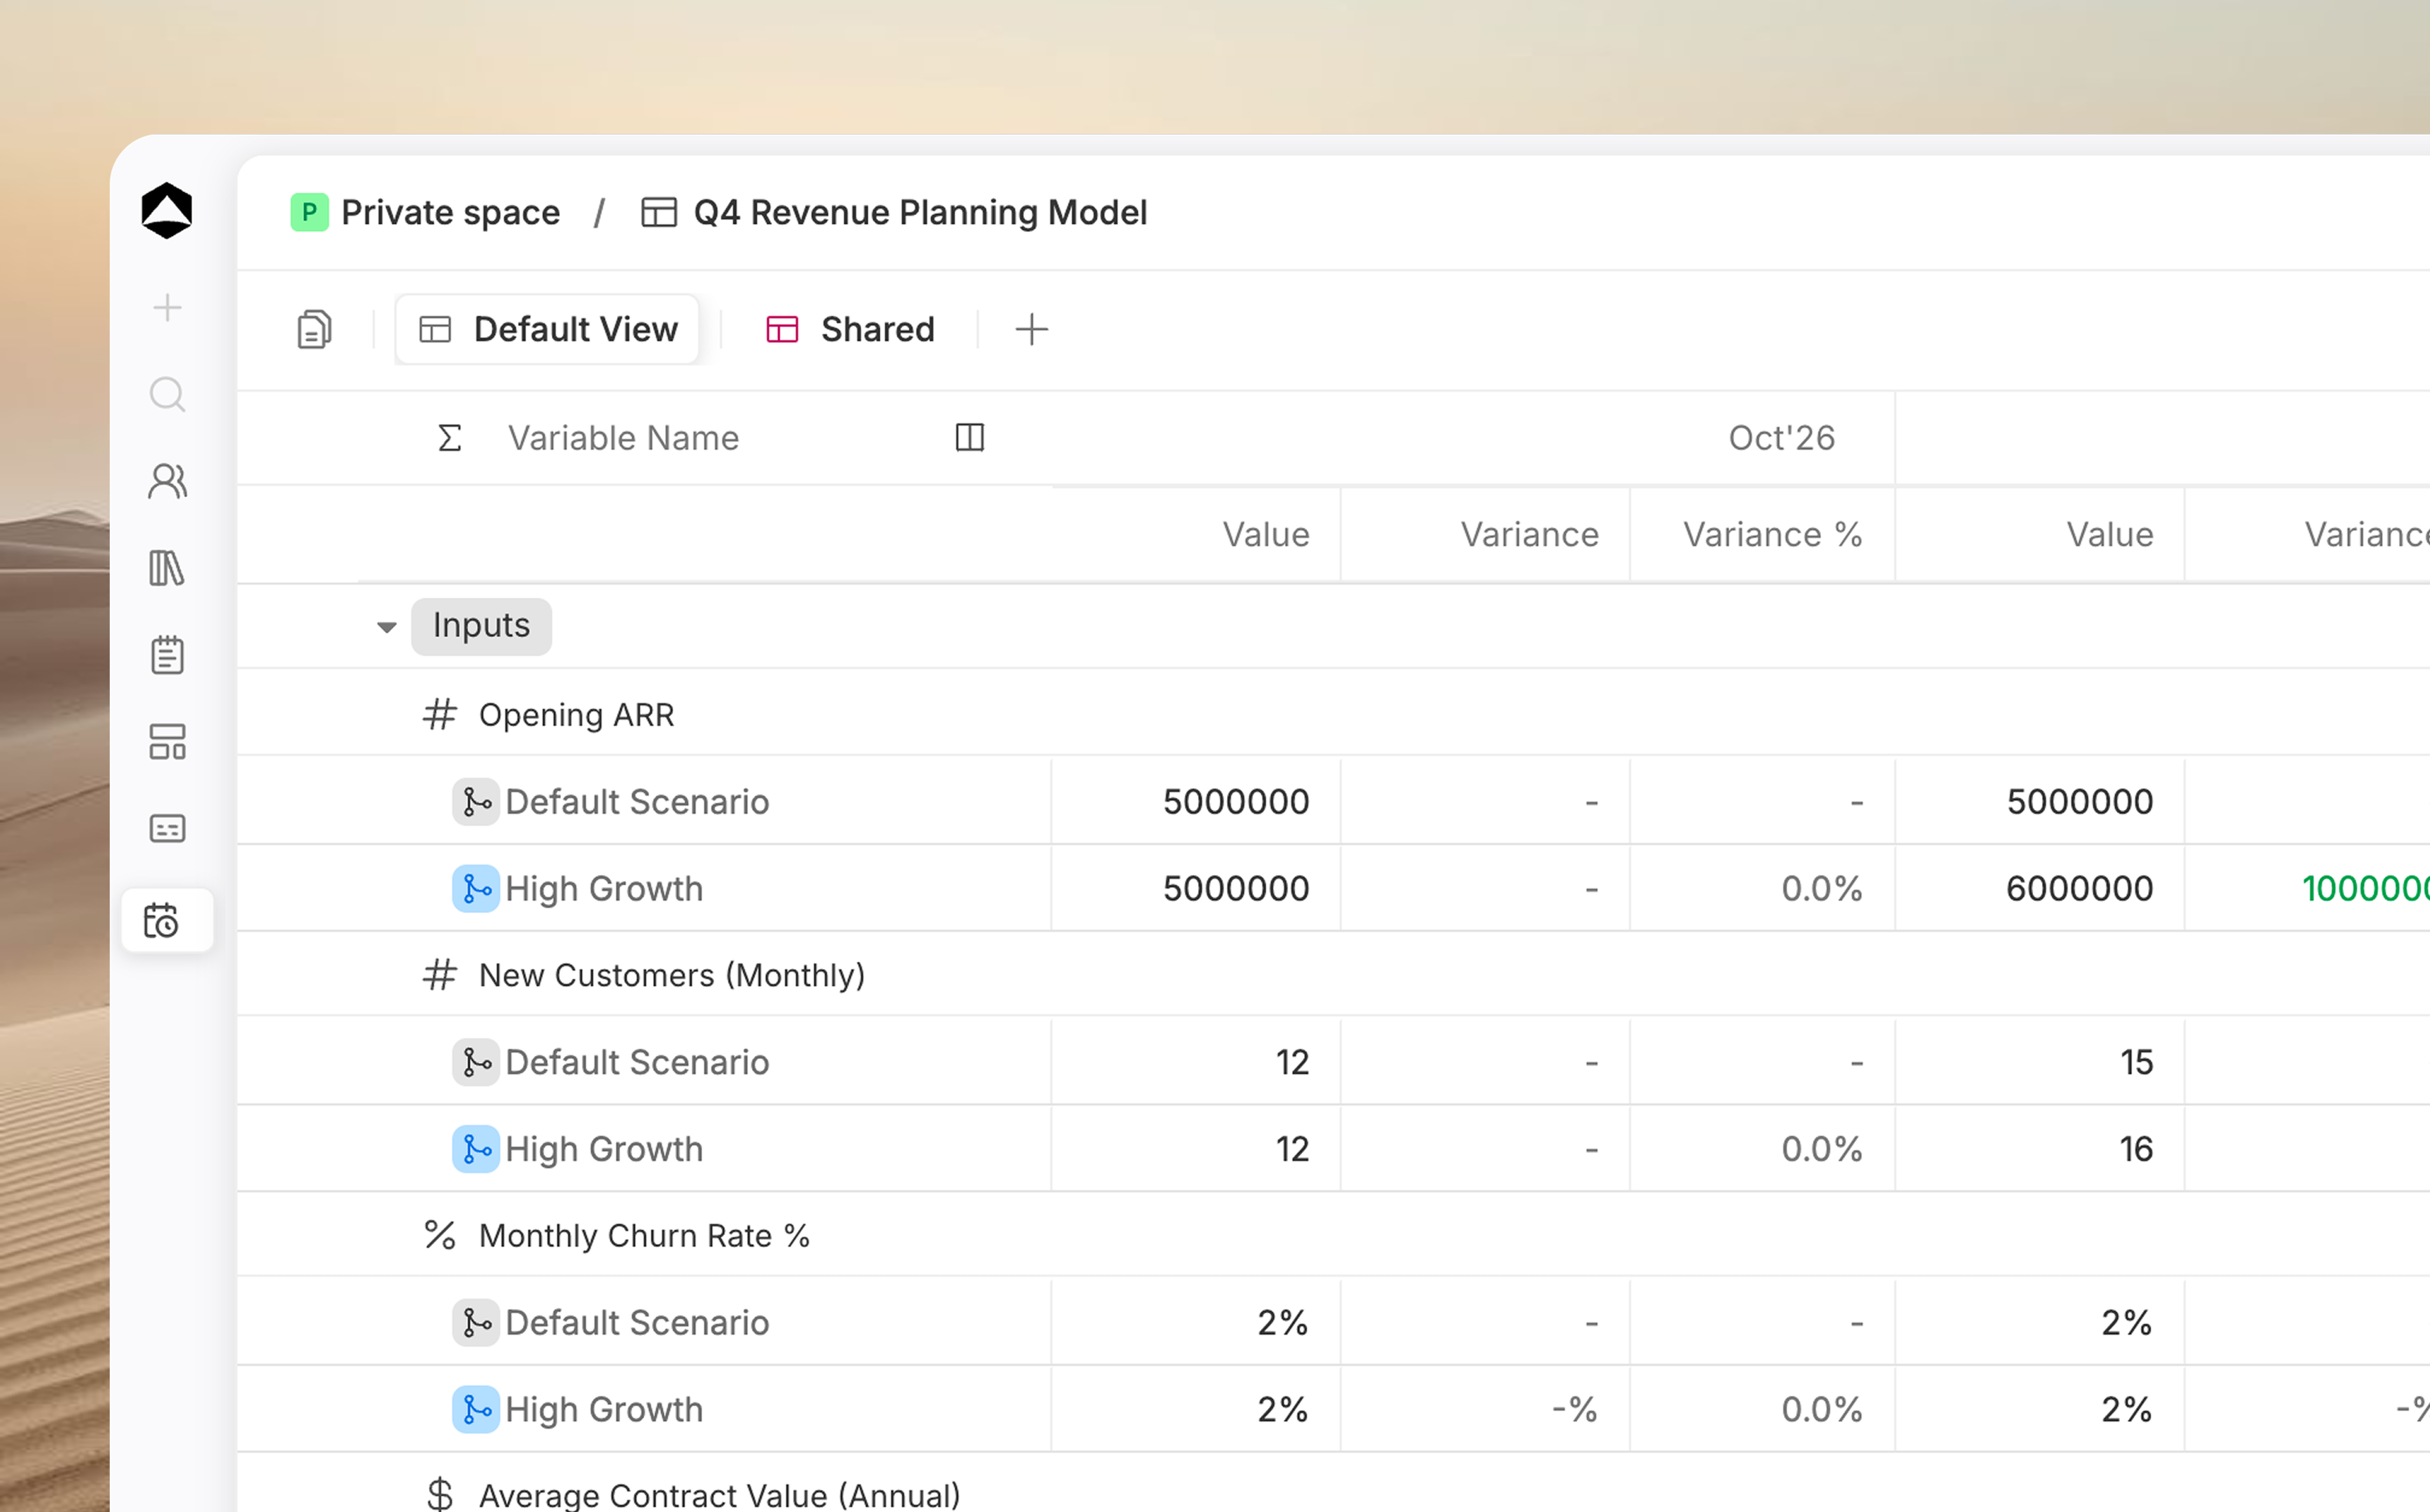 P Private space / Q4 Revenue Planning Model
Default View Shared
Σ Variable Name Oct'26
Value Variance Variance % Value Variance
Inputs
# Opening ARR
Default Scenario 5000000 - - 5000000
High Growth 5000000 - 0.0% 6000000
# New Customers (Monthly)
Default Scenario 12 - - 15
High Growth 12 - 0.0% 16
% Monthly Churn Rate %
Default Scenario 2% - - 2%
High Growth 2% -% 0.0% 2% -%
$ Average Contract Value (Annual)